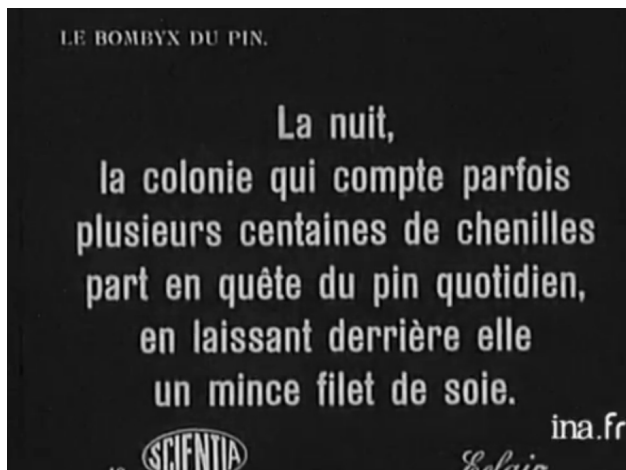 LE BOMBYX DU PIN.
La nuit,
la colonie qui compte parfois
plusieurs centaines de chenilles
part en quête du pin quotidien,
en laissant derrière elle
un mince filet de soie.
ina.fr
SCIENTIA
Eclair